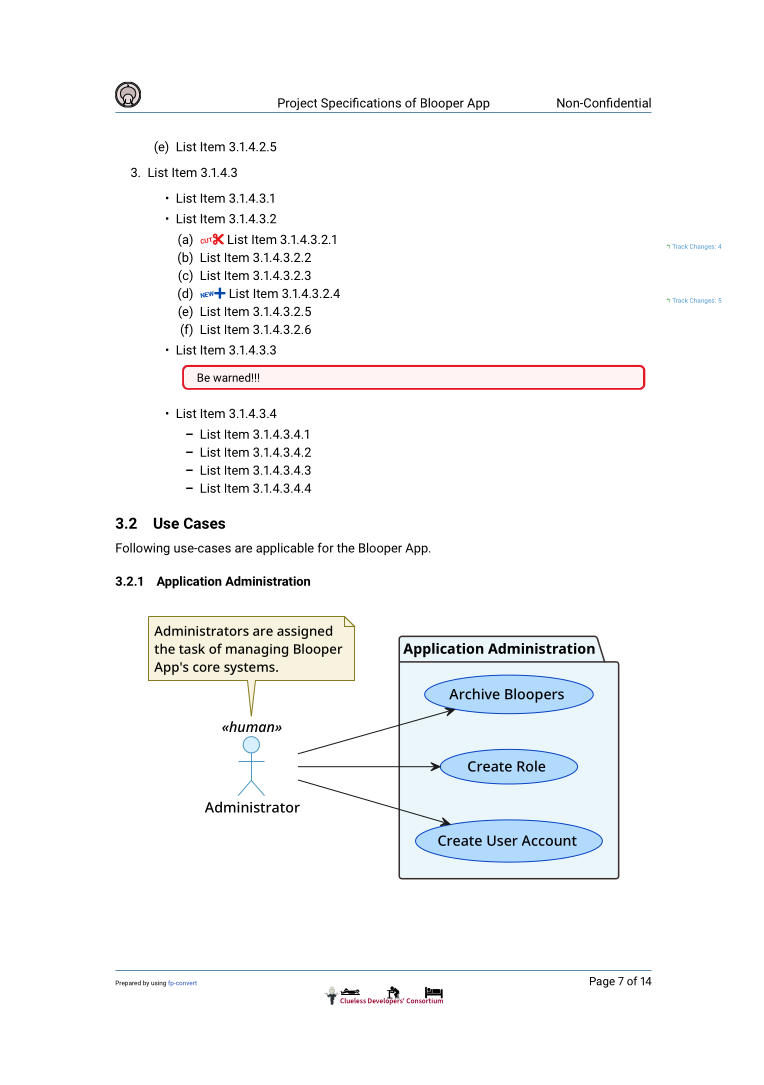 Project Specifications of Blooper App Non-Confidential
(e) List Item 3.1.4.2.5
3. List Item 3.1.4.3
• List Item 3.1.4.3.1
• List Item 3.1.4.3.2
(a) CUT List Item 3.1.4.3.2.1
↰ Track Changes: 4
(b) List Item 3.1.4.3.2.2
(c) List Item 3.1.4.3.2.3
(d) NEW List Item 3.1.4.3.2.4
↰ Track Changes: 5
(e) List Item 3.1.4.3.2.5
(f) List Item 3.1.4.3.2.6
• List Item 3.1.4.3.3
Be warned!!!
• List Item 3.1.4.3.4
– List Item 3.1.4.3.4.1
– List Item 3.1.4.3.4.2
– List Item 3.1.4.3.4.3
– List Item 3.1.4.3.4.4
3.2 Use Cases
Following use-cases are applicable for the Blooper App.
3.2.1 Application Administration
Administrators are assigned
the task of managing Blooper
App's core systems.
«human»
Administrator
Application Administration
Archive Bloopers
Create Role
Create User Account
Prepared by using fp-convert
Page 7 of 14
Clueless Developers' Consortium